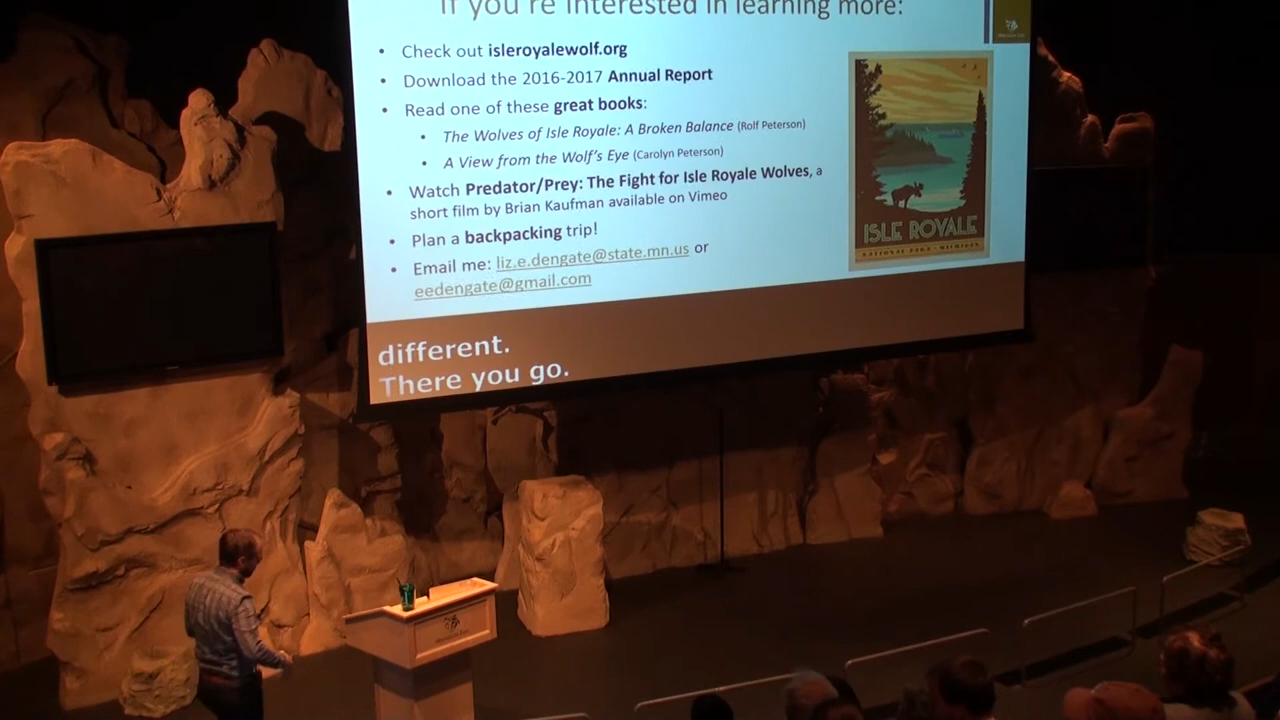 If you're interested in learning more:
• Check out isleroyalewolf.org
• Download the 2016-2017 Annual Report
• Read one of these great books:
• The Wolves of Isle Royale: A Broken Balance (Rolf Peterson)
• A View from the Wolf's Eye (Carolyn Peterson)
• Watch Predator/Prey: The Fight for Isle Royale Wolves, a
short film by Brian Kaufman available on Vimeo
• Plan a backpacking trip!
• Email me: liz.e.dengate@state.mn.us or
eedengate@gmail.com
ISLE ROYALE
NATIONAL PARK • MICHIGAN
different.
There you go.